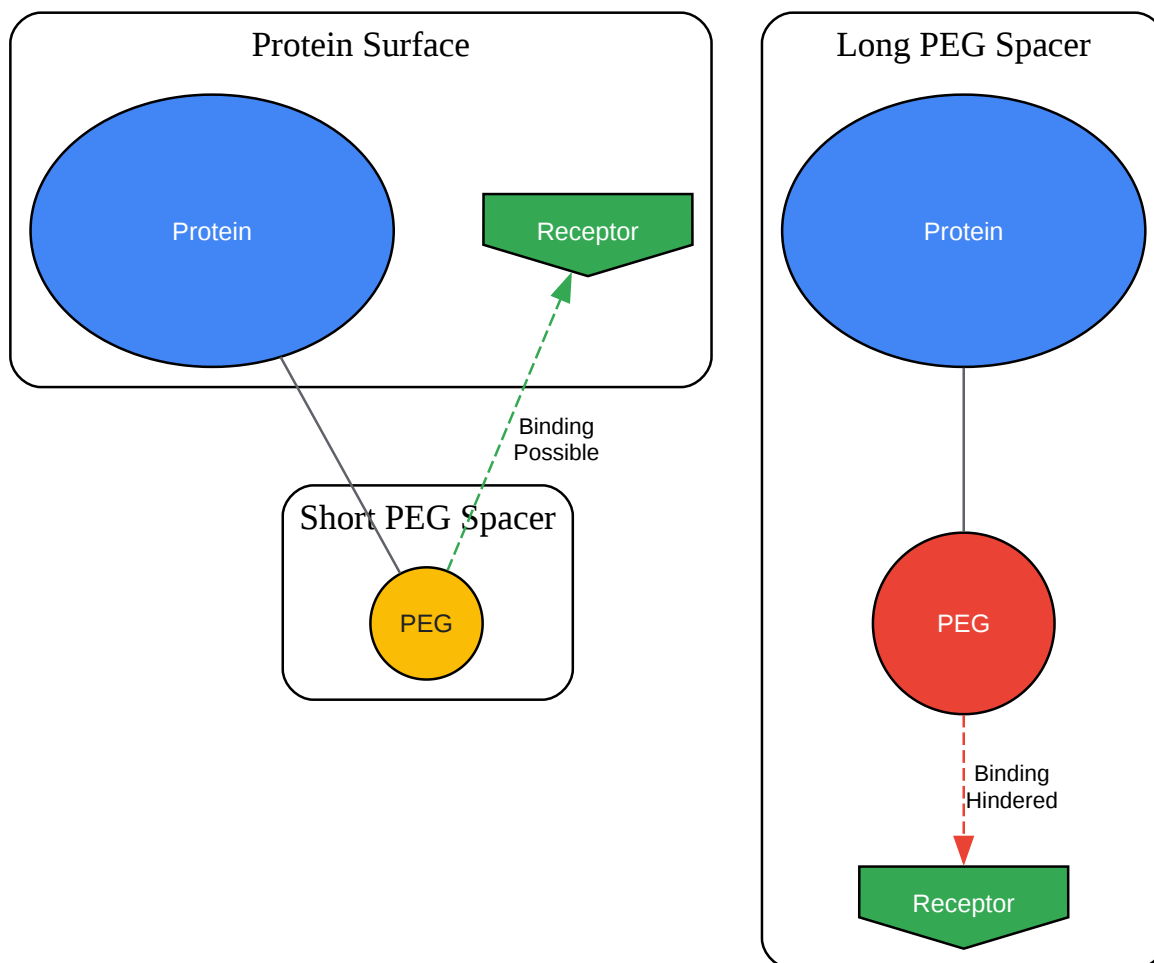 Protein Surface
Protein
Receptor
Binding
Possible
Short PEG Spacer
PEG
Long PEG Spacer
Protein
PEG
Binding
Hindered
Receptor